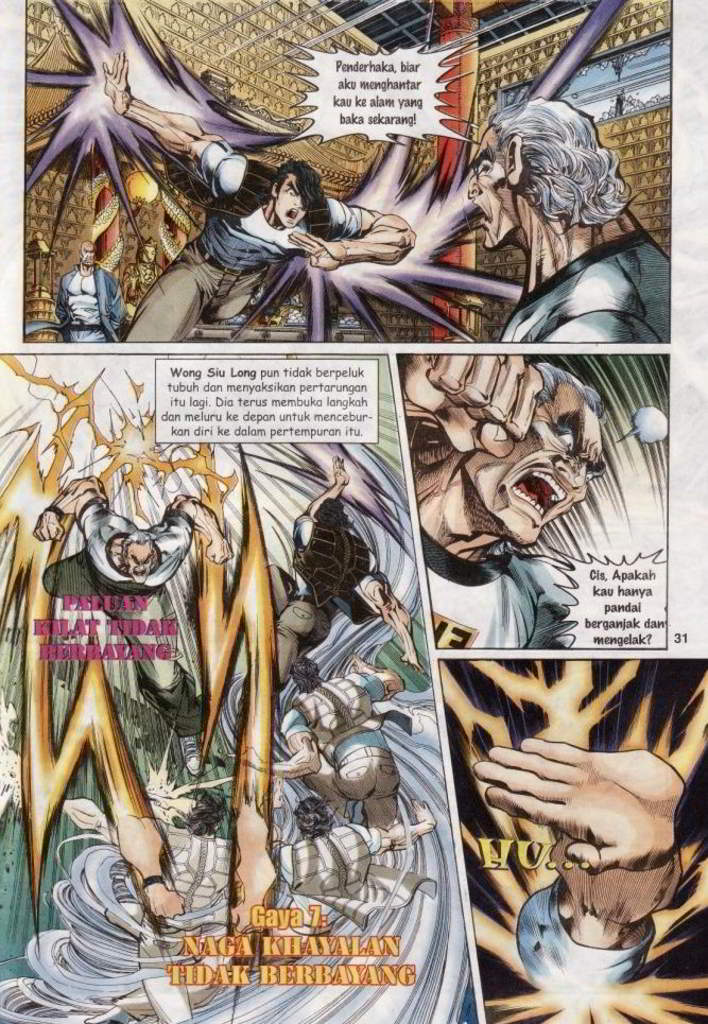 Penderhaka, biar
aku menghantar
kau ke alam yang
baka sekarang!
Wong Siu Long pun tidak berpeluk
tubuh dan menyaksikan pertarungan
itu lagi. Dia terus membuka langkah
dan meluru ke depan untuk mencebur-
kan diri ke dalam pertempuran itu.
PALUAN
KILAT TIDAK
BERBAYANG
Cis, Apakah
kau hanya
pandai
berganjak dan
mengelak?
31
HU...
Gaya 7:
NAGA KHAYALAN
TIDAK BERBAYANG